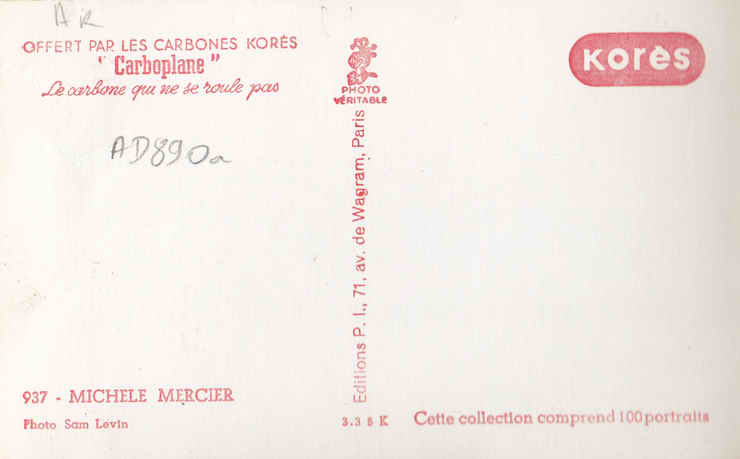 AR
OFFERT PAR LES CARBONES KORÈS
"Carboplane"
Le carbone qui ne se roule pas
AD890a
937 - MICHELE MERCIER
Photo Sam Levin
PHOTO
VÉRITABLE
Editions P. I., 71, av. de Wagram, Paris
3.3 5 K
Korès
Cette collection comprend 100 portraits